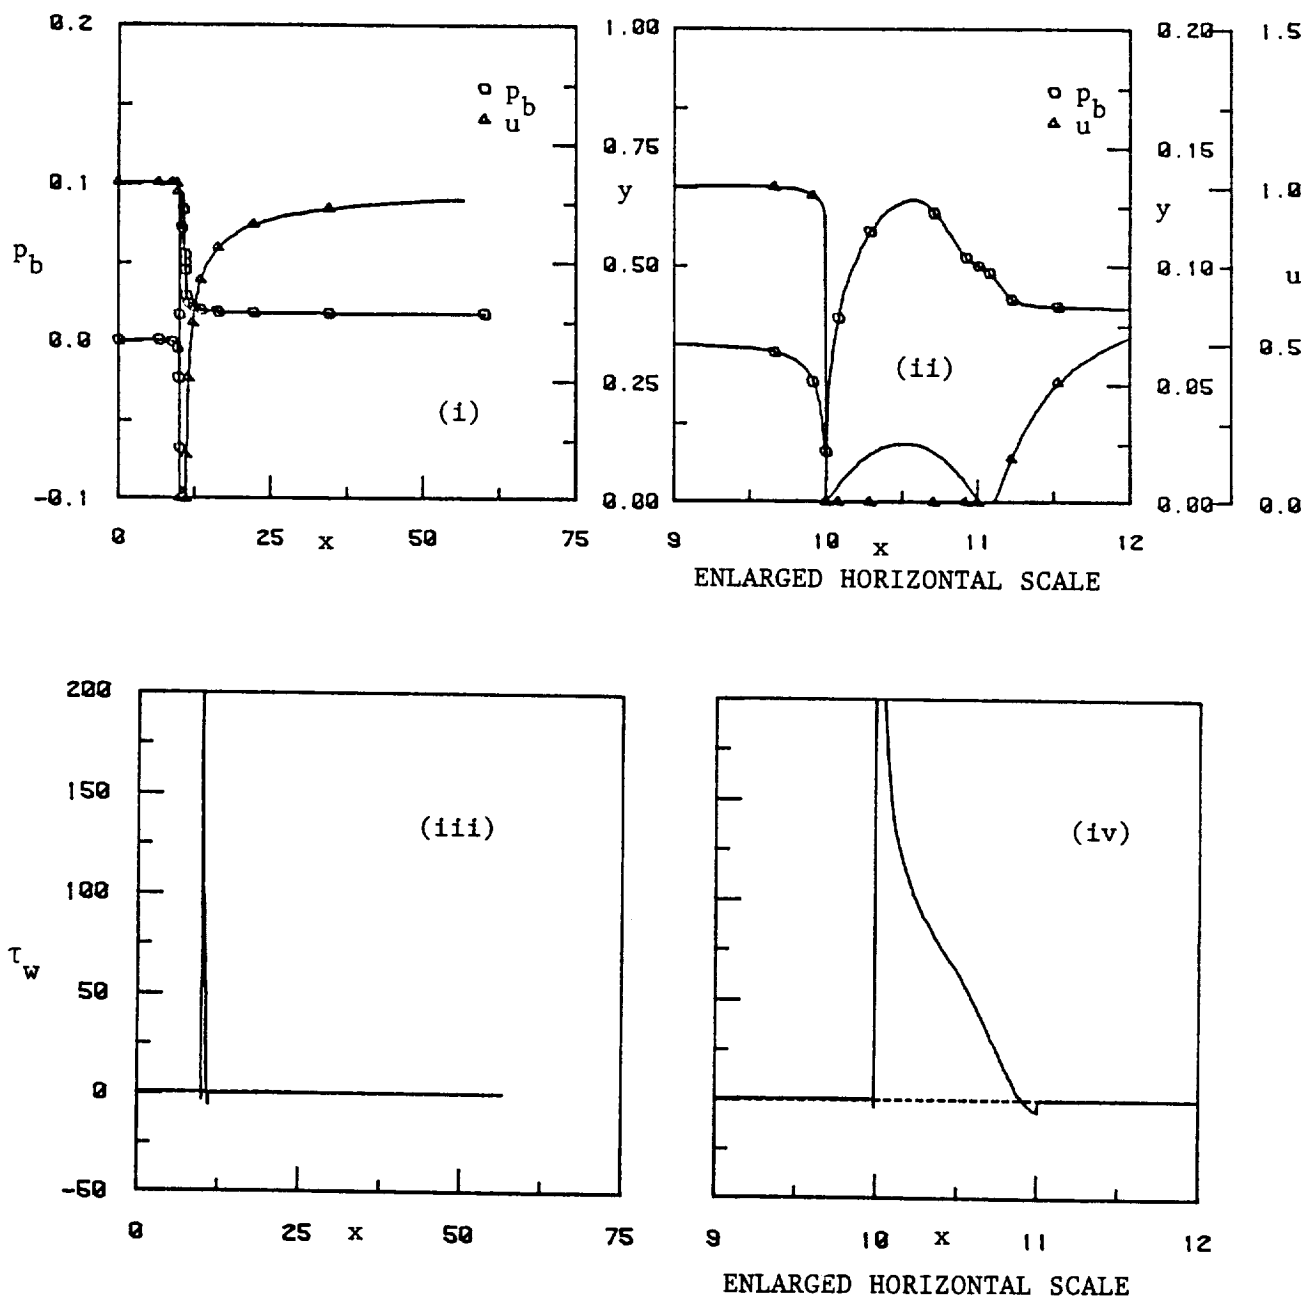 0.2
0.1
0.0
-0.1
p_b
0 25 x 50 75
p_b
u
(i)
1.00
0.75
y
0.50
0.25
0.00
p_b
u
(ii)
9 10 x 11 12
ENLARGED HORIZONTAL SCALE
0.20
0.15
y
0.10
0.05
0.00
1.5
1.0
u
0.5
0.0
200
150
100
τ_w
50
0
-50
0 25 x 50 75
(iii)
(iv)
9 10 x 11 12
ENLARGED HORIZONTAL SCALE